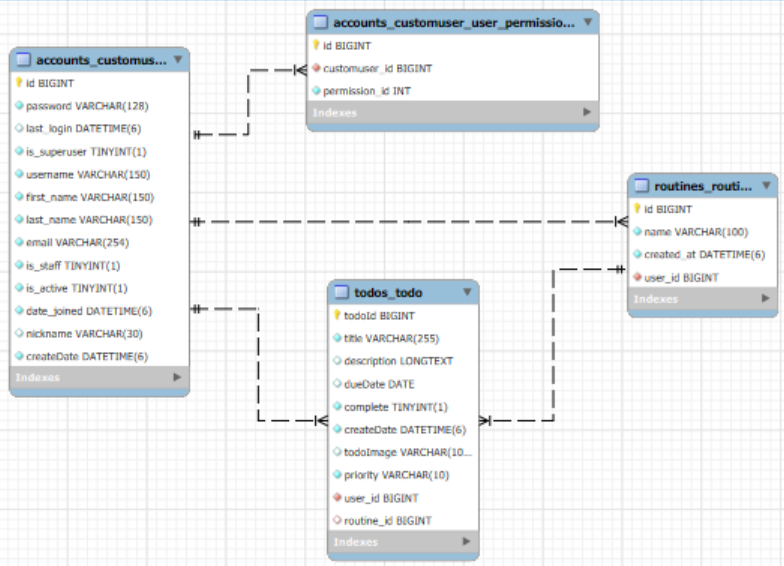 accounts_customus...
id BIGINT
password VARCHAR(128)
last_login DATETIME(6)
is_superuser TINYINT(1)
username VARCHAR(150)
first_name VARCHAR(150)
last_name VARCHAR(150)
email VARCHAR(254)
is_staff TINYINT(1)
is_active TINYINT(1)
date_joined DATETIME(6)
nickname VARCHAR(30)
createDate DATETIME(6)
Indexes
accounts_customuser_user_permissio...
id BIGINT
customuser_id BIGINT
permission_id INT
Indexes
todos_todo
todoId BIGINT
title VARCHAR(255)
description LONGTEXT
dueDate DATE
complete TINYINT(1)
createDate DATETIME(6)
todoImage VARCHAR(10...
priority VARCHAR(10)
user_id BIGINT
routine_id BIGINT
Indexes
routines_routi...
id BIGINT
name VARCHAR(100)
created_at DATETIME(6)
user_id BIGINT
Indexes